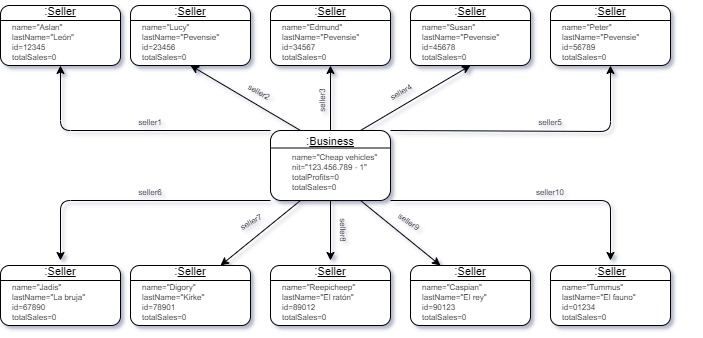 :Seller
name="Aslan"
lastName="León"
id=12345
totalSales=0
:Seller
name="Lucy"
lastName="Pevensie"
id=23456
totalSales=0
:Seller
name="Edmund"
lastName="Pevensie"
id=34567
totalSales=0
:Seller
name="Susan"
lastName="Pevensie"
id=45678
totalSales=0
:Seller
name="Peter"
lastName="Pevensie"
id=56789
totalSales=0
seller1
seller2
seller3
seller4
seller5
:Business
name="Cheap vehicles"
nit="123.456.789 - 1"
totalProfits=0
totalSales=0
seller6
seller7
seller8
seller9
seller10
:Seller
name="Jadis"
lastName="La bruja"
id=67890
totalSales=0
:Seller
name="Digory"
lastName="Kirke"
id=78901
totalSales=0
:Seller
name="Reepicheep"
lastName="El ratón"
id=89012
totalSales=0
:Seller
name="Caspian"
lastName="El rey"
id=90123
totalSales=0
:Seller
name="Tummus"
lastName="El fauno"
id=01234
totalSales=0